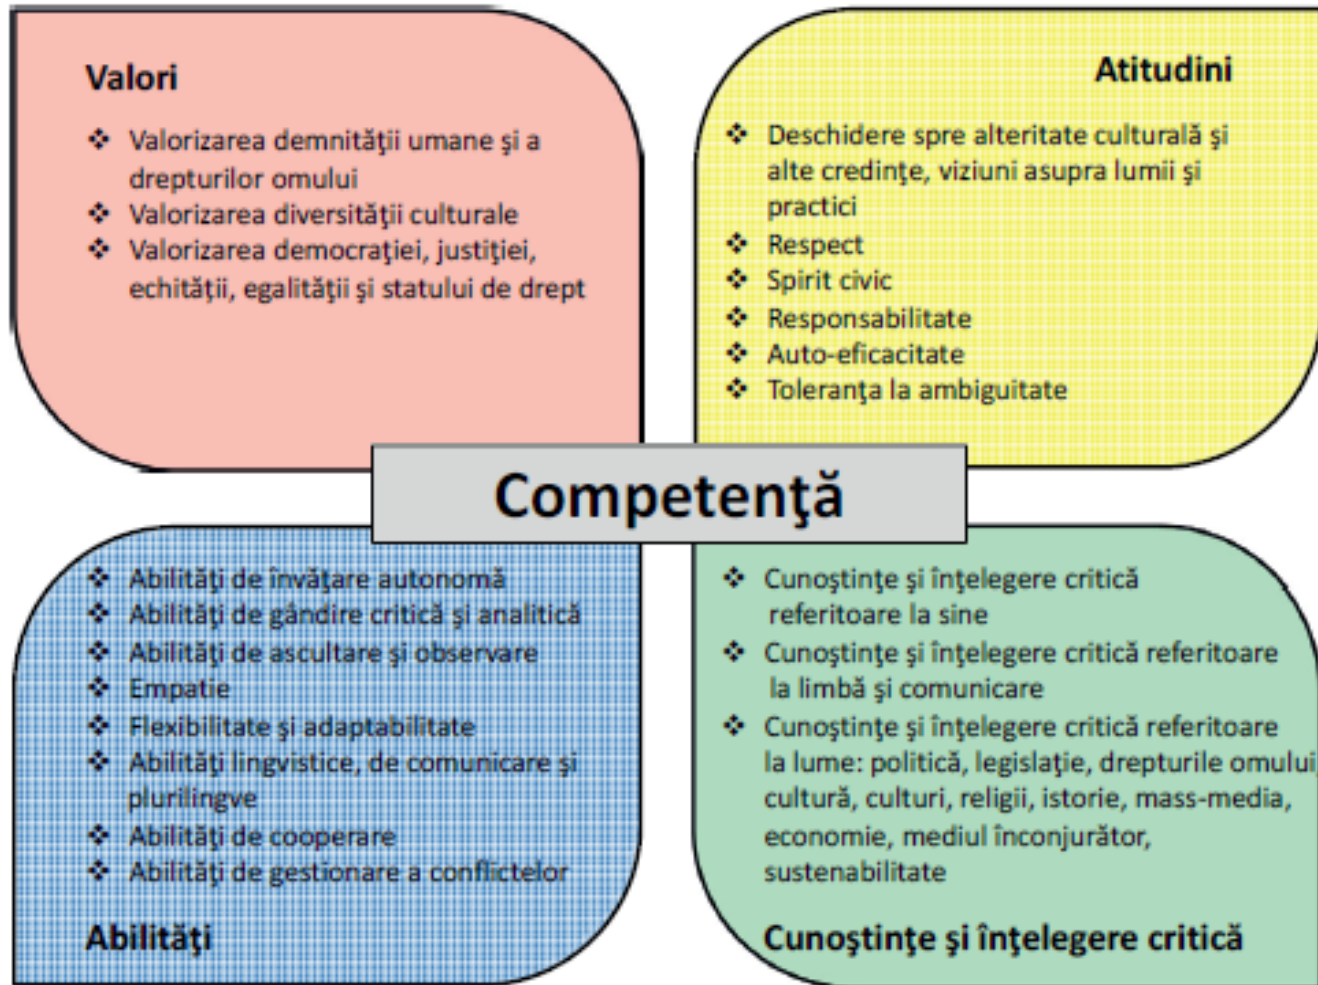 Valori
❖ Valorizarea demnităţii umane şi a
drepturilor omului
❖ Valorizarea diversităţii culturale
❖ Valorizarea democraţiei, justiţiei,
echităţii, egalităţii şi statului de drept
Atitudini
❖ Deschidere spre alteritate culturală şi
alte credinţe, viziuni asupra lumii şi
practici
❖ Respect
❖ Spirit civic
❖ Responsabilitate
❖ Auto-eficacitate
❖ Toleranţa la ambiguitate
Competenţă
❖ Abilităţi de învăţare autonomă
❖ Abilităţi de gândire critică şi analitică
❖ Abilităţi de ascultare şi observare
❖ Empatie
❖ Flexibilitate şi adaptabilitate
❖ Abilităţi lingvistice, de comunicare şi
plurilingve
❖ Abilităţi de cooperare
❖ Abilităţi de gestionare a conflictelor
Abilităţi
❖ Cunoştinţe şi înţelegere critică
referitoare la sine
❖ Cunoştinţe şi înţelegere critică referitoare
la limbă şi comunicare
❖ Cunoştinţe şi înţelegere critică referitoare
la lume: politică, legislaţie, drepturile omului,
cultură, culturi, religii, istorie, mass-media,
economie, mediul înconjurător,
sustenabilitate
Cunoştinţe şi înţelegere critică